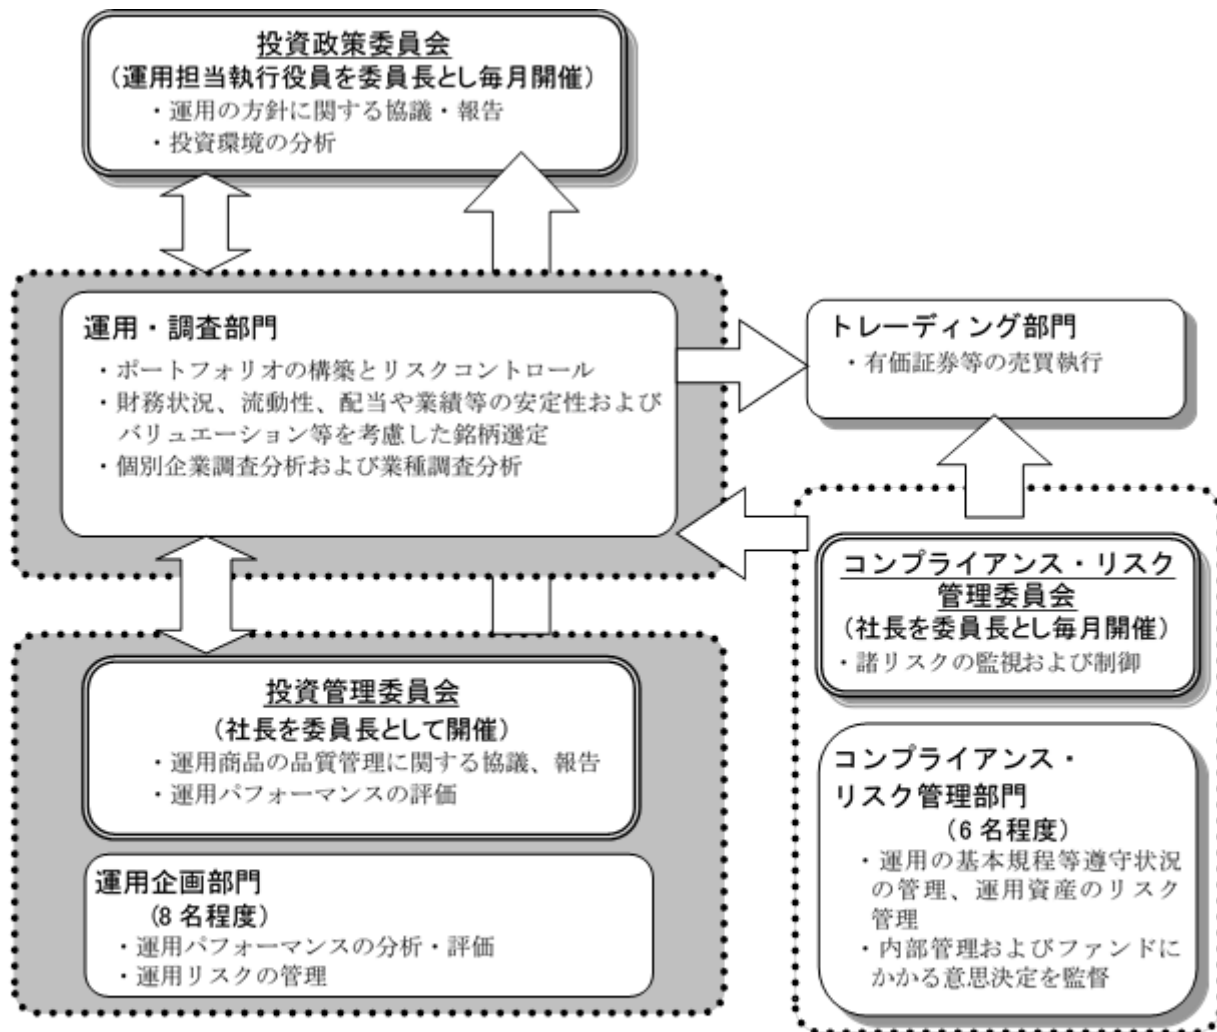 投資政策委員会
（運用担当執行役員を委員長とし毎月開催）
・運用の方針に関する協議・報告
・投資環境の分析
運用・調査部門
・ポートフォリオの構築とリスクコントロール
・財務状況、流動性、配当や業績等の安定性および
バリュエーション等を考慮した銘柄選定
・個別企業調査分析および業種調査分析
トレーディング部門
・有価証券等の売買執行
投資管理委員会
（社長を委員長として開催）
・運用商品の品質管理に関する協議、報告
・運用パフォーマンスの評価
運用企画部門
（8 名程度）
・運用パフォーマンスの分析・評価
・運用リスクの管理
コンプライアンス・リスク
管理委員会
（社長を委員長とし毎月開催）
・諸リスクの監視および制御
コンプライアンス・
リスク管理部門
（6 名程度）
・運用の基本規程等遵守状況
の管理、運用資産のリスク
管理
・内部管理およびファンドに
かかる意思決定を監督